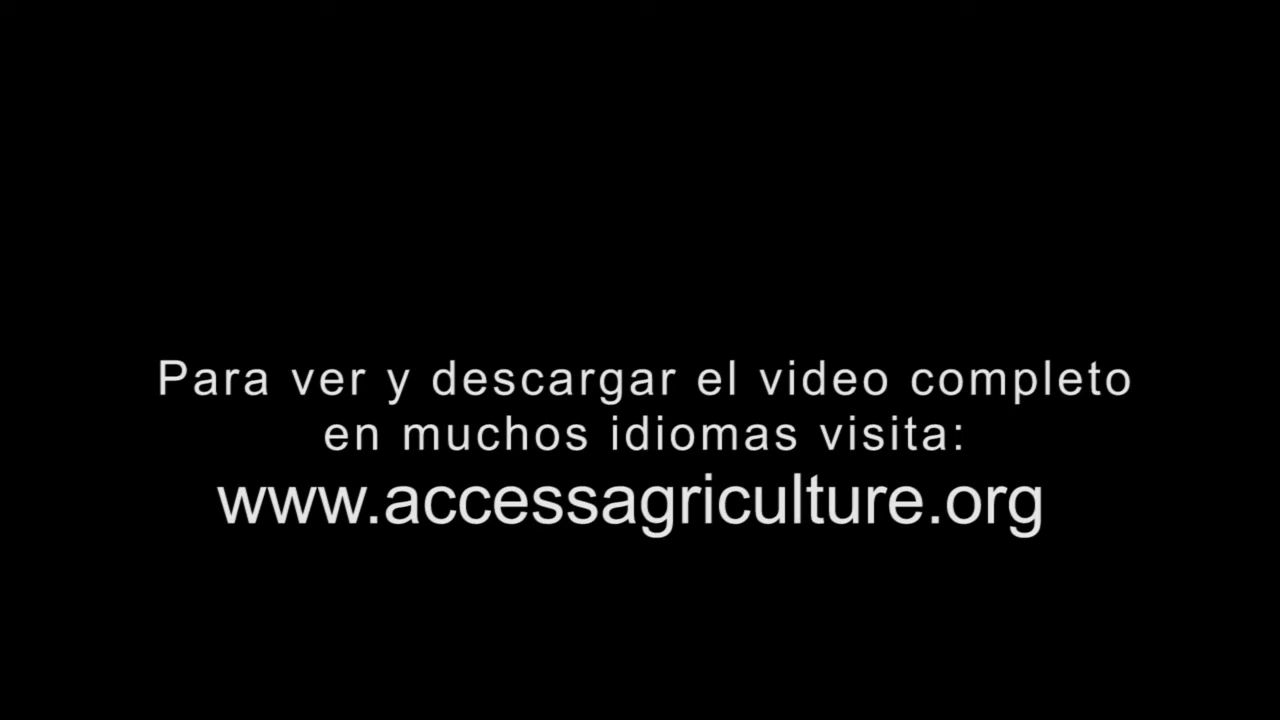 Para ver y descargar el video completo
en muchos idiomas visita:
www.accessagriculture.org